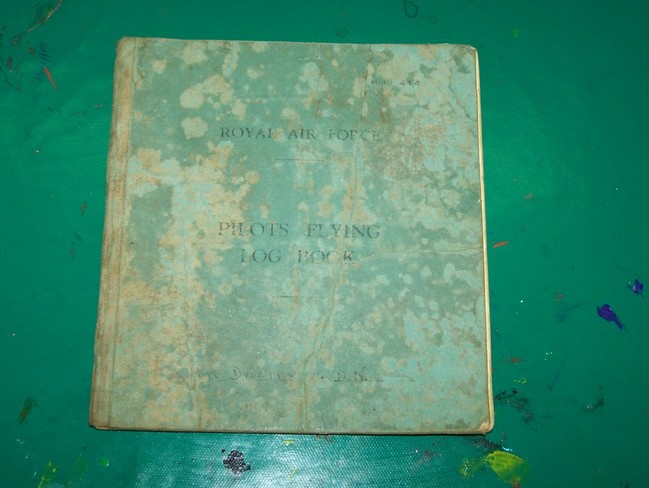 ROYAL AIR FORCE
PILOTS FLYING
LOG BOOK